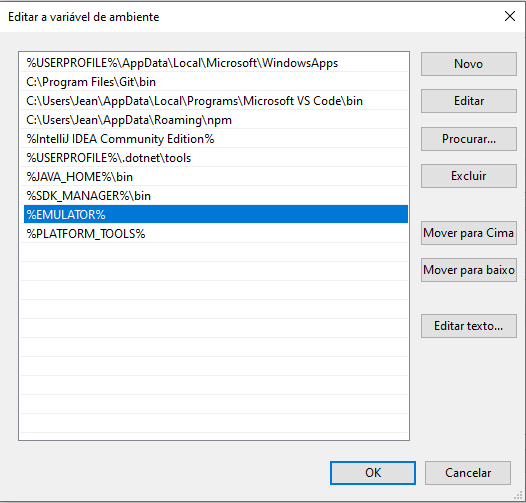 Editar a variável de ambiente
%USERPROFILE%\AppData\Local\Microsoft\WindowsApps
C:\Program Files\Git\bin
C:\Users\Jean\AppData\Local\Programs\Microsoft VS Code\bin
C:\Users\Jean\AppData\Roaming\npm
%IntelliJ IDEA Community Edition%
%USERPROFILE%\.dotnet\tools
%JAVA_HOME%\bin
%SDK_MANAGER%\bin
%EMULATOR%
%PLATFORM_TOOLS%
Novo
Editar
Procurar...
Excluir
Mover para Cima
Mover para baixo
Editar texto...
OK
Cancelar